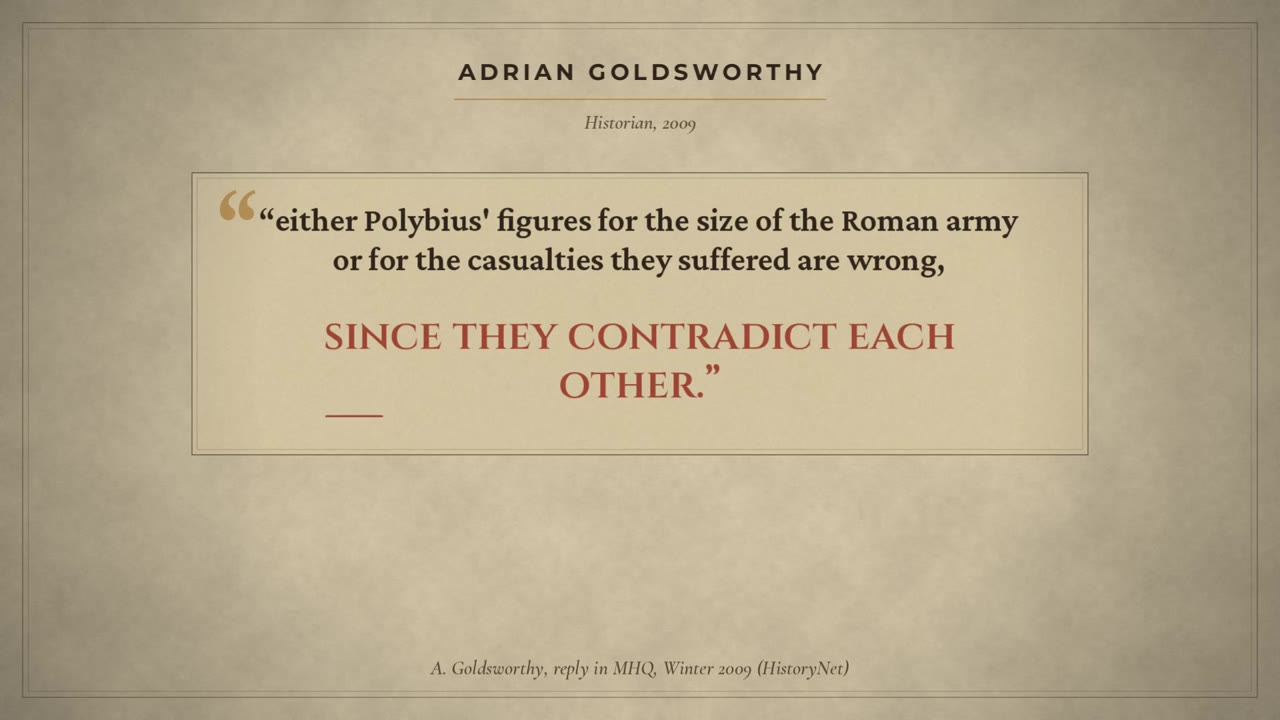 ADRIAN GOLDSWORTHY
Historian, 2009
“
“either Polybius' figures for the size of the Roman army
or for the casualties they suffered are wrong,
SINCE THEY CONTRADICT EACH
OTHER.”
A. Goldsworthy, reply in MHQ, Winter 2009 (HistoryNet)